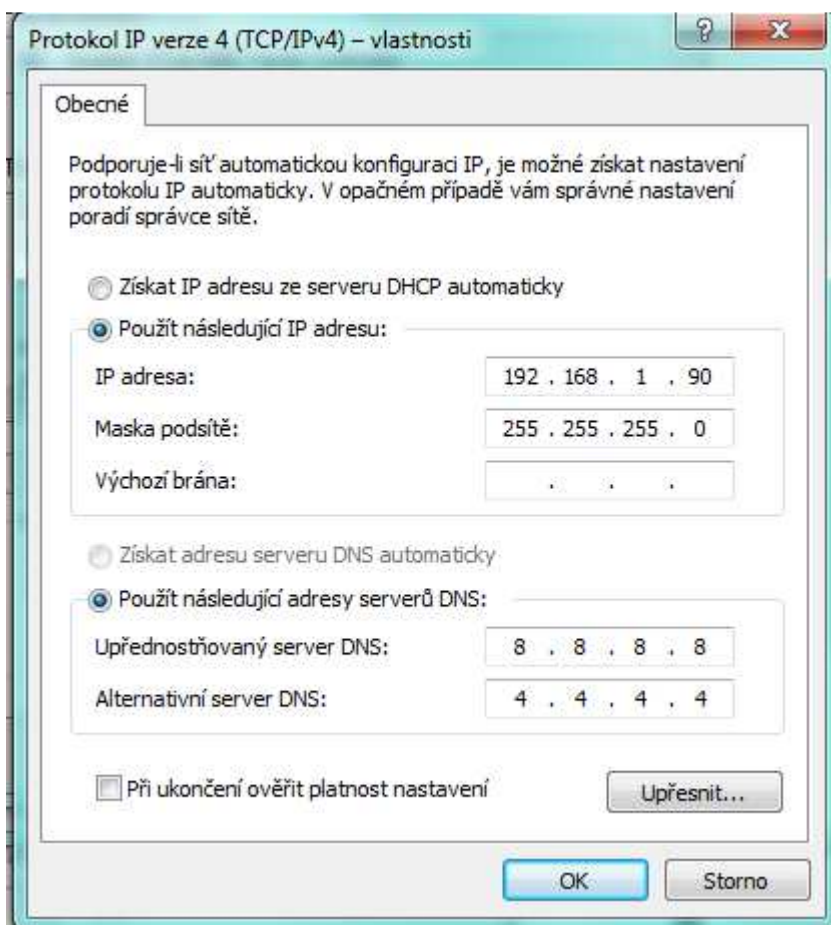 Protokol IP verze 4 (TCP/IPv4) – vlastnosti
Obecné
Podporuje-li síť automatickou konfiguraci IP, je možné získat nastavení
protokolu IP automaticky. V opačném případě vám správné nastavení
poradí správce sítě.
Získat IP adresu ze serveru DHCP automaticky
Použít následující IP adresu:
IP adresa: 192 . 168 . 1 . 90
Maska podsítě: 255 . 255 . 255 . 0
Výchozí brána: . . .
Získat adresu serveru DNS automaticky
Použít následující adresy serverů DNS:
Upřednostňovaný server DNS: 8 . 8 . 8 . 8
Alternativní server DNS: 4 . 4 . 4 . 4
Při ukončení ověřit platnost nastavení Upřesnit...
OK Storno